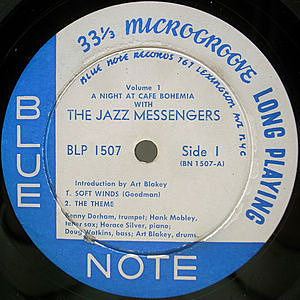 33⅓ MICROGROOVE LONG PLAYING
BLUE NOTE RECORDS 767 LEXINGTON AVE NYC
Volume 1
A NIGHT AT CAFE BOHEMIA
WITH
THE JAZZ MESSENGERS
BLP 1507 Side 1
(BN 1507-A)
Introduction by Art Blakey
1. SOFT WINDS (Goodman)
2. THE THEME
Kenny Dorham, trumpet; Hank Mobley,
tenor sax; Horace Silver, piano;
Doug Watkins, bass; Art Blakey, drums.
BLUE
NOTE